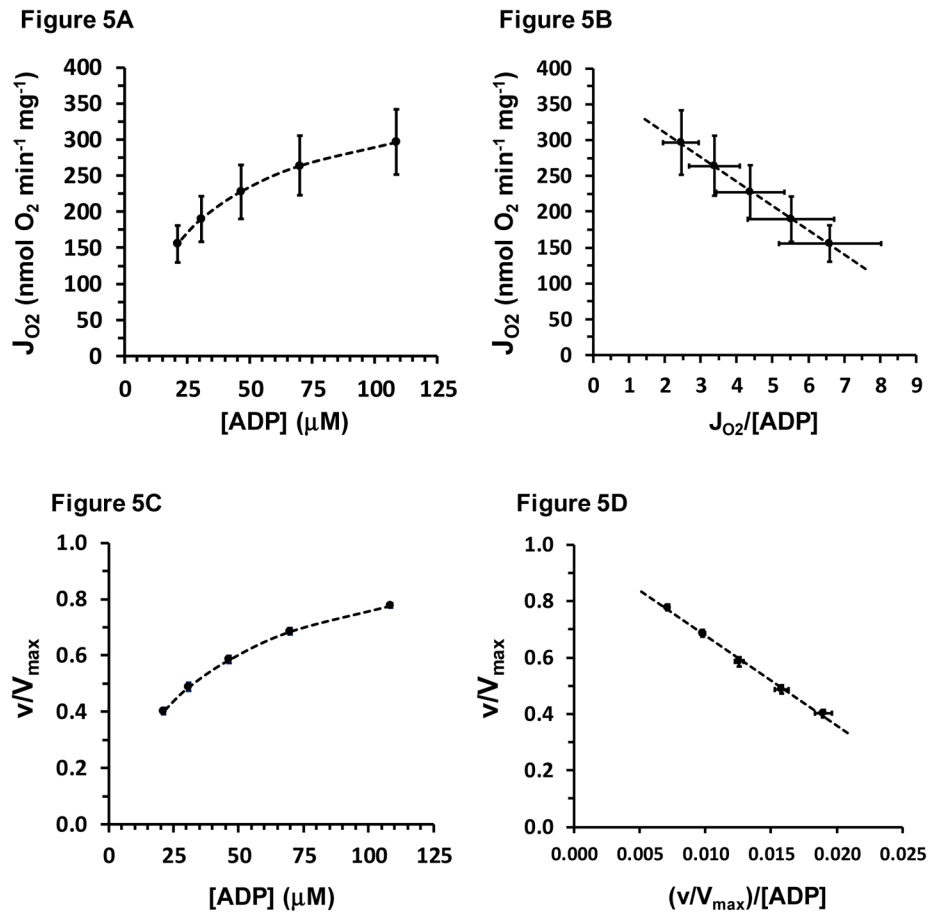 Figure 5A
J_O2 (nmol O₂ min⁻¹ mg⁻¹)
400
350
300
250
200
150
100
50
0
0 25 50 75 100 125
[ADP] (μM)
Figure 5B
J_O2 (nmol O₂ min⁻¹ mg⁻¹)
400
350
300
250
200
150
100
50
0
0 1 2 3 4 5 6 7 8 9
J_O2/[ADP]
Figure 5C
v/Vmax
1.0
0.8
0.6
0.4
0.2
0.0
0 25 50 75 100 125
[ADP] (μM)
Figure 5D
v/Vmax
1.0
0.8
0.6
0.4
0.2
0.0
0.000 0.005 0.010 0.015 0.020 0.025
(v/Vmax)/[ADP]